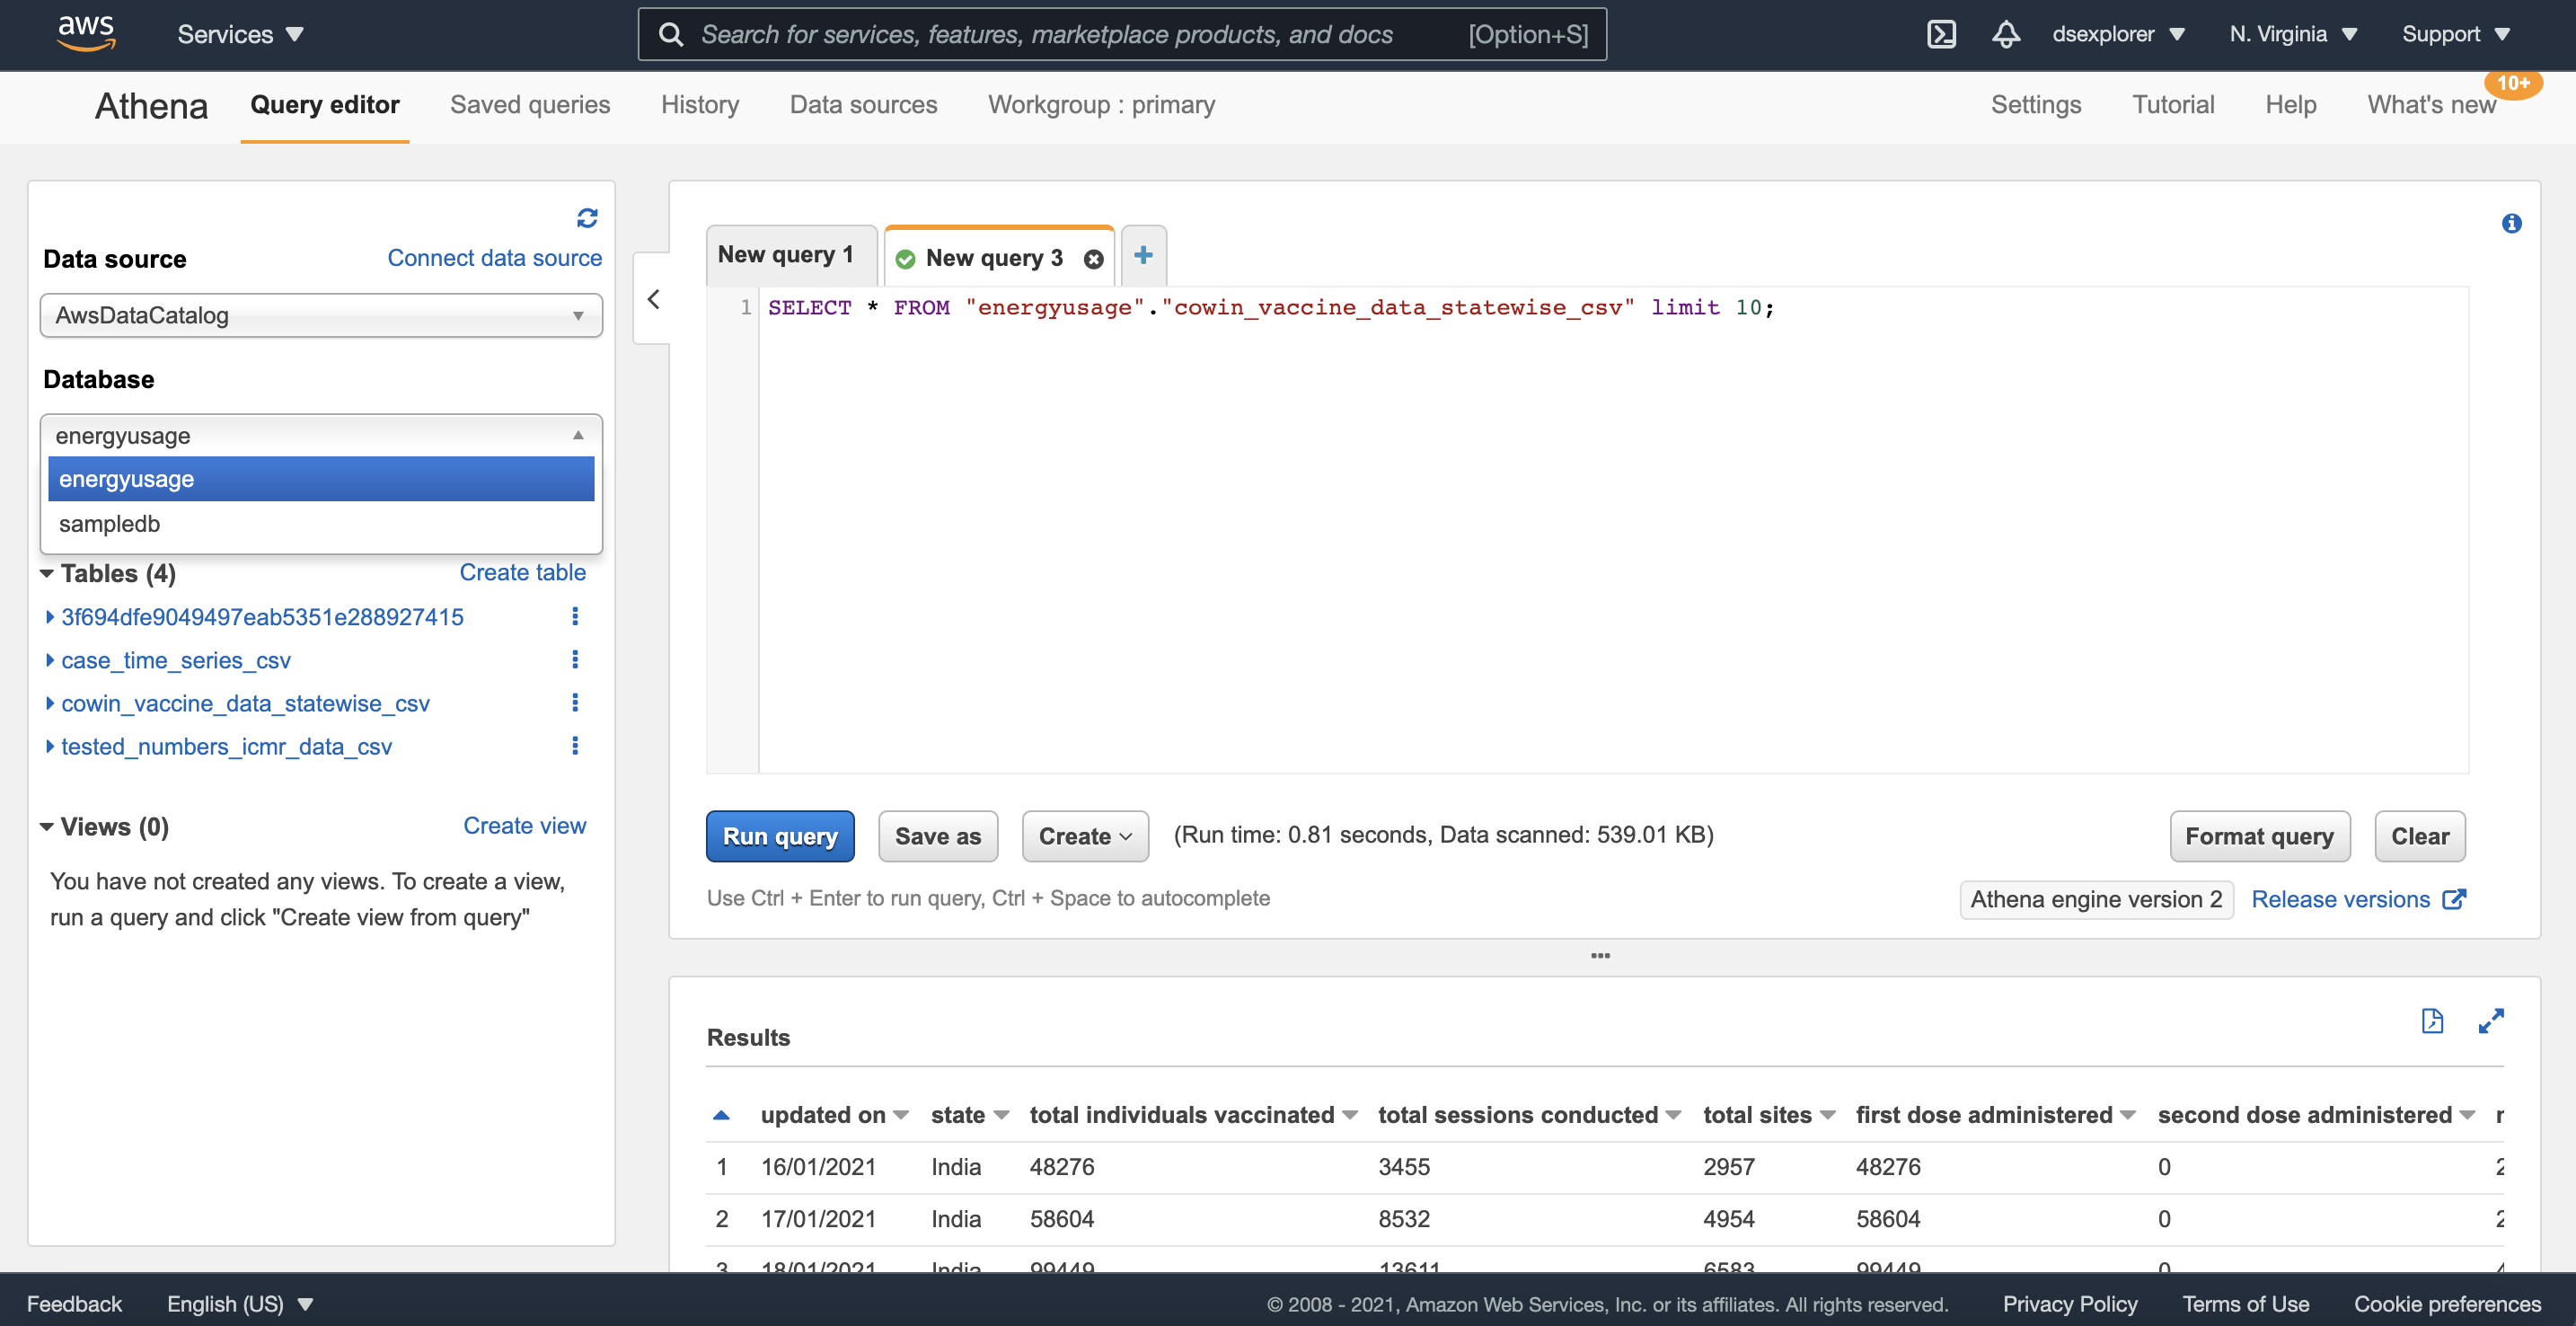 aws
Services
Search for services, features, marketplace products, and docs [Option+S]
dsexplorer
N. Virginia
Support
Athena
Query editor
Saved queries
History
Data sources
Workgroup : primary
Settings
Tutorial
Help
What's new
10+
Data source
Connect data source
AwsDataCatalog
Database
energyusage
energyusage
sampledb
Tables (4)
Create table
3f694dfe9049497eab5351e288927415
case_time_series_csv
cowin_vaccine_data_statewise_csv
tested_numbers_icmr_data_csv
Views (0)
Create view
You have not created any views. To create a view,
run a query and click "Create view from query"
New query 1
New query 3
1 SELECT * FROM "energyusage"."cowin_vaccine_data_statewise_csv" limit 10;
Run query
Save as
Create
(Run time: 0.81 seconds, Data scanned: 539.01 KB)
Format query
Clear
Use Ctrl + Enter to run query, Ctrl + Space to autocomplete
Athena engine version 2
Release versions
Results
updated on state total individuals vaccinated total sessions conducted total sites first dose administered second dose administered
1 16/01/2021 India 48276 3455 2957 48276 0
2 17/01/2021 India 58604 8532 4954 58604 0
3 18/01/2021 India 99449 13611 6583 99449 0
Feedback
English (US)
© 2008 - 2021, Amazon Web Services, Inc. or its affiliates. All rights reserved.
Privacy Policy
Terms of Use
Cookie preferences